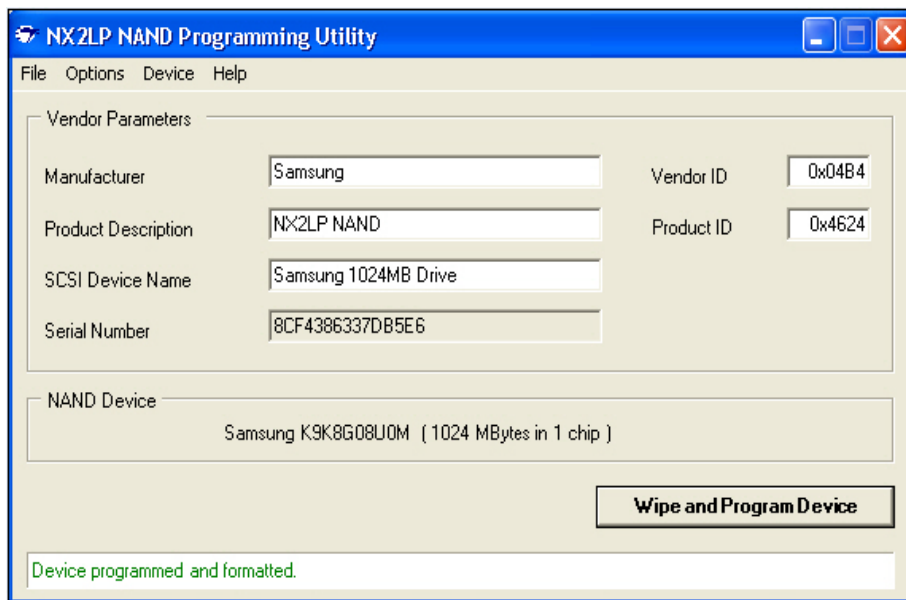 NX2LP NAND Programming Utility
File Options Device Help
Vendor Parameters
Manufacturer Samsung Vendor ID 0x04B4
Product Description NX2LP NAND Product ID 0x4624
SCSI Device Name Samsung 1024MB Drive
Serial Number 8CF4386337DB5E6
NAND Device
Samsung K9K8G08U0M ( 1024 MBytes in 1 chip )
Wipe and Program Device
Device programmed and formatted.